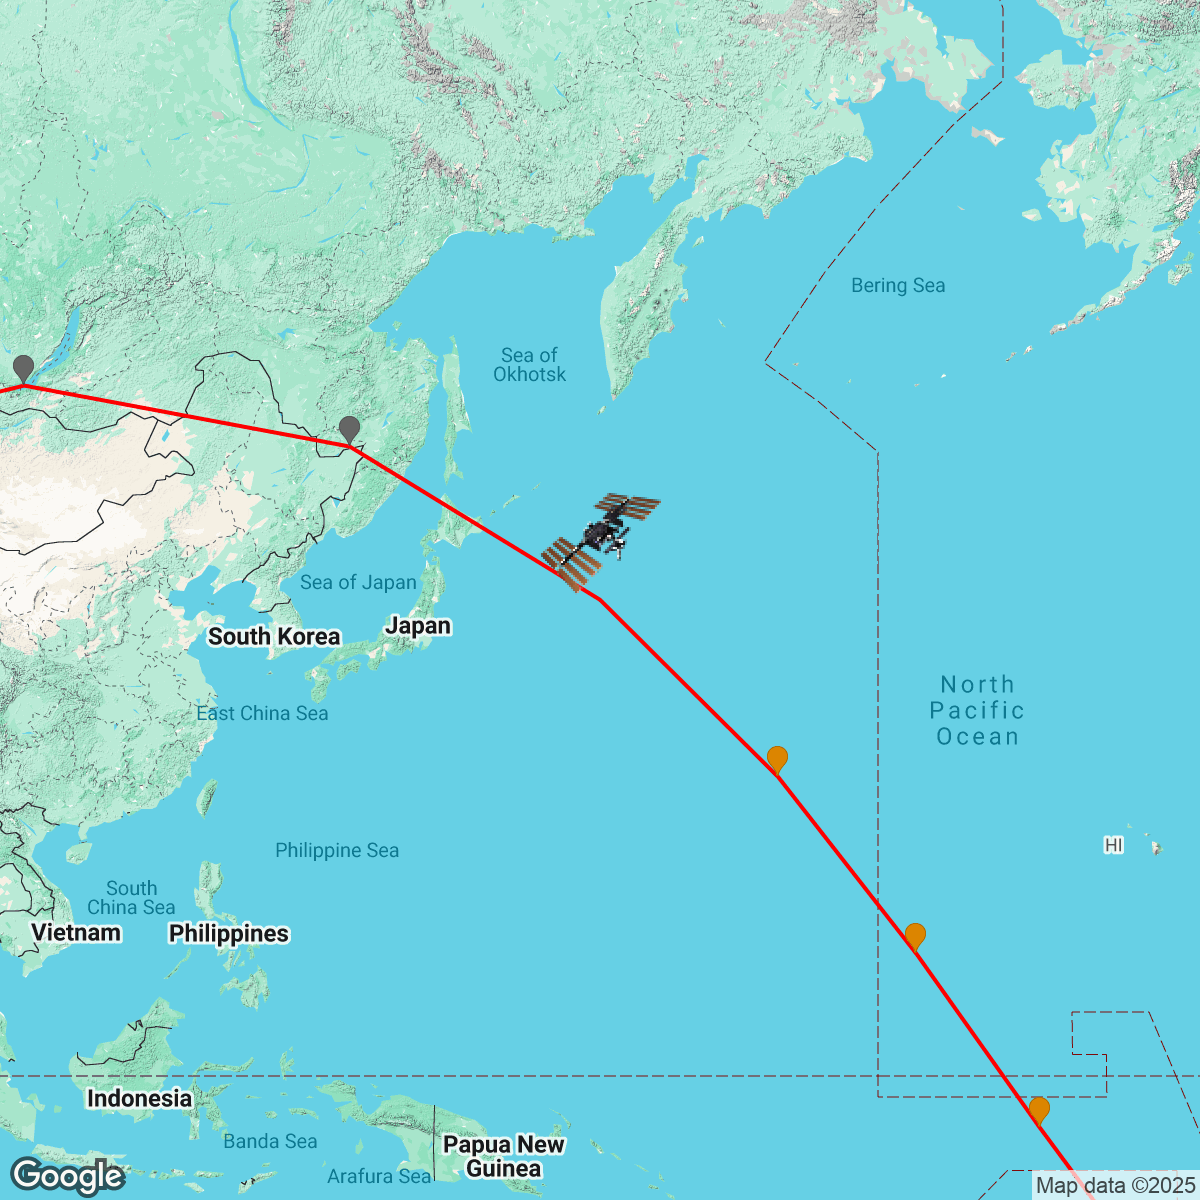 Bering Sea
Sea of
Okhotsk
Sea of Japan
South Korea
Japan
North
Pacific
Ocean
East China Sea
HI
Philippine Sea
South
China Sea
Vietnam
Philippines
Indonesia
Banda Sea
Papua New
Guinea
Arafura Sea
Google
Map data ©2025